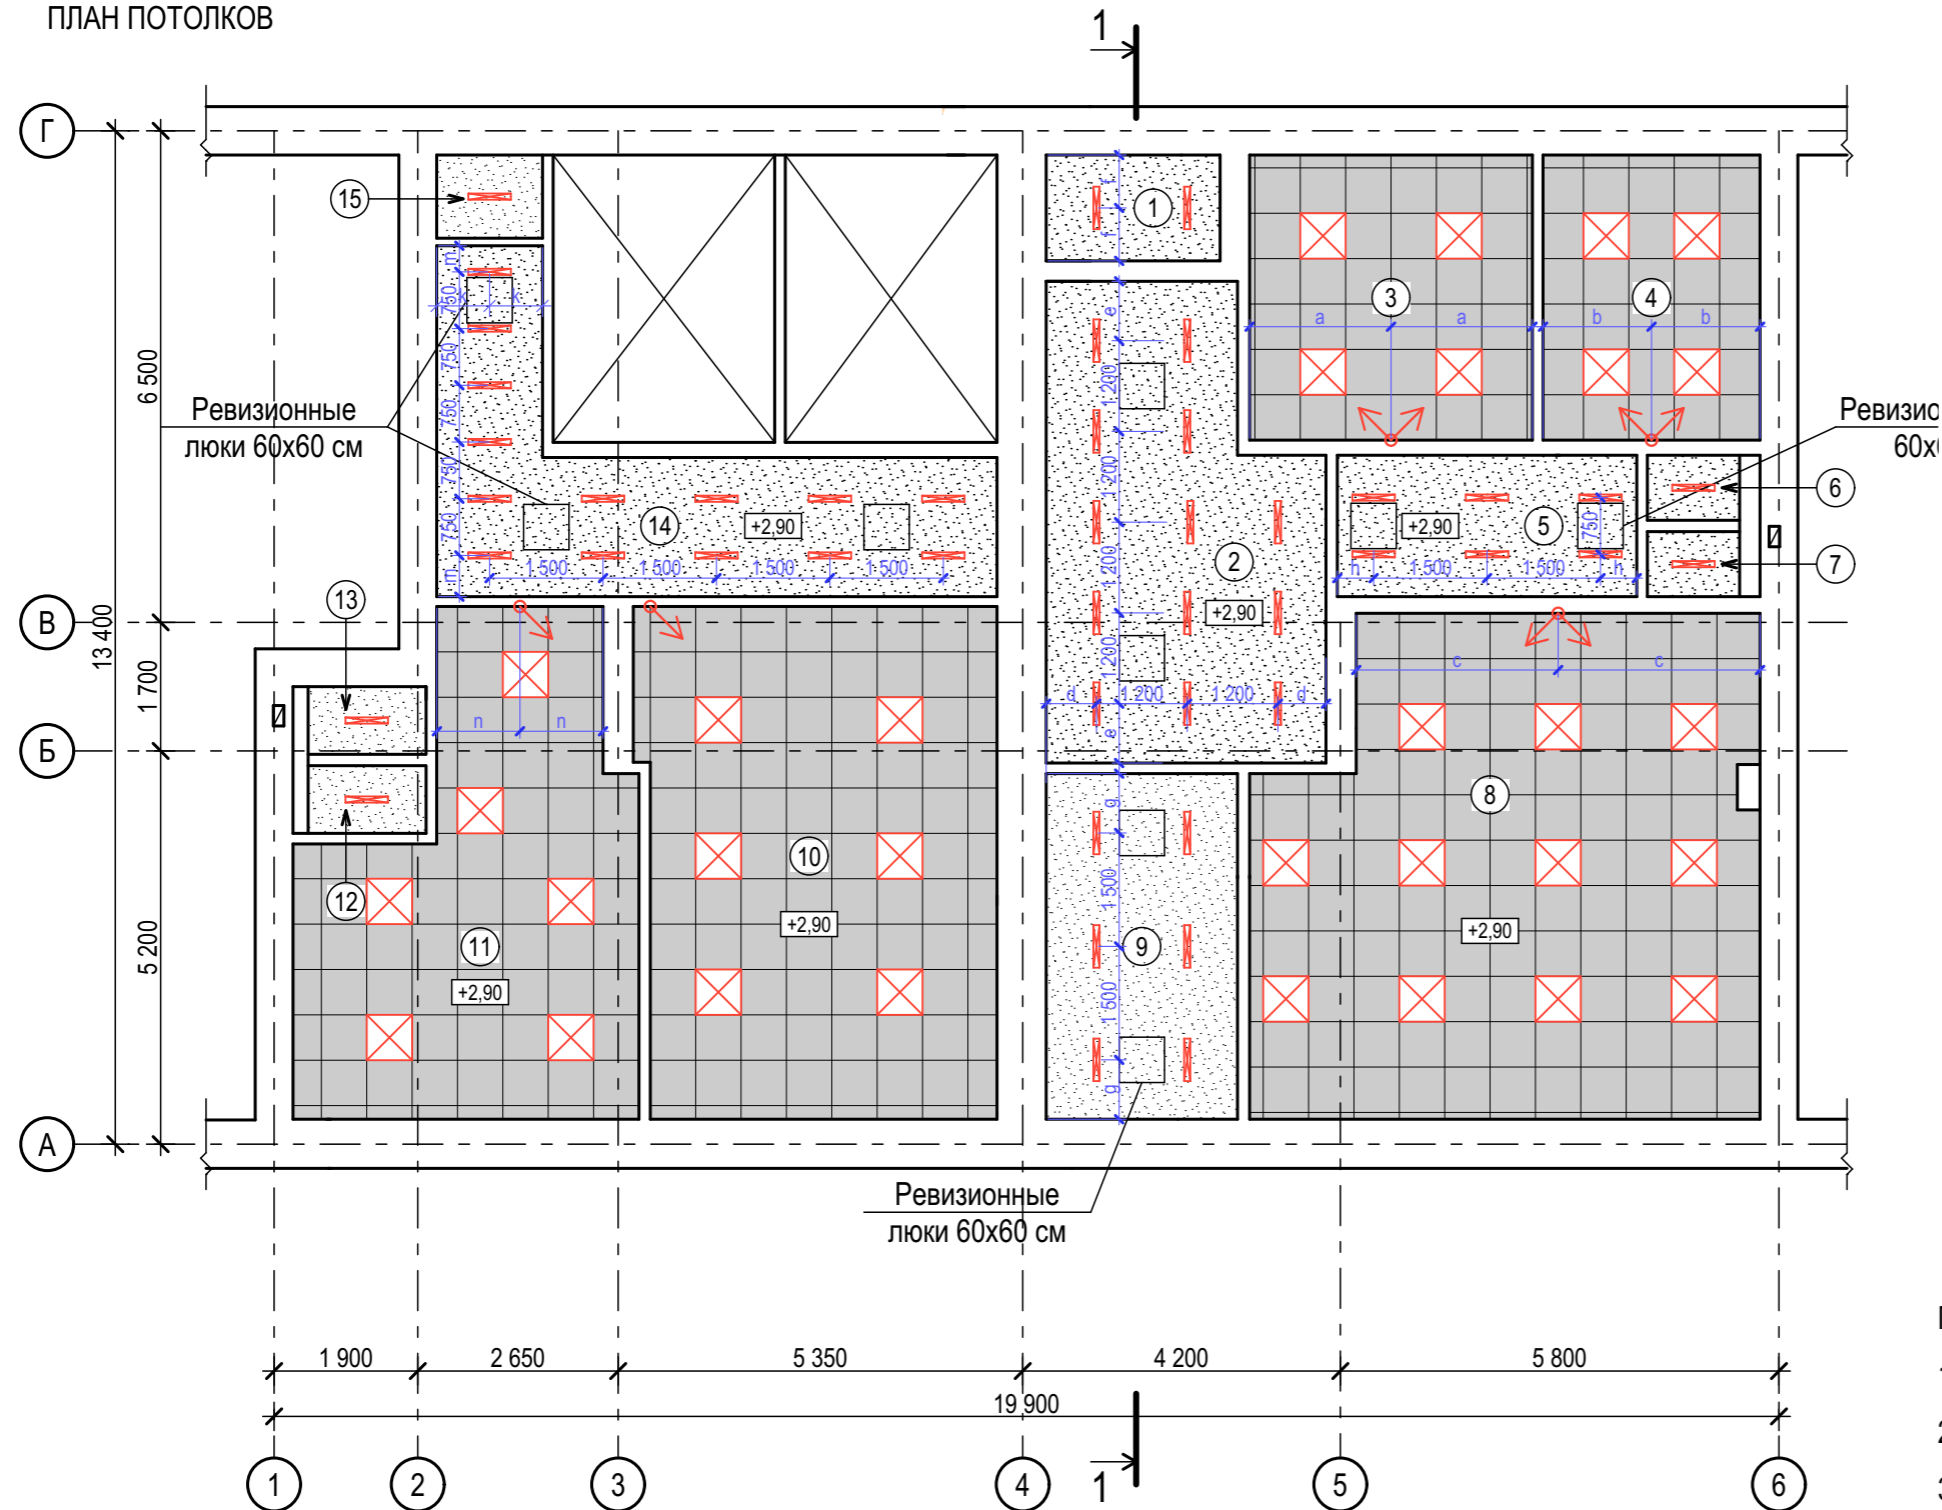 ПЛАН ПОТОЛКОВ
1
Г
15
1
f
f
3
4
a
a
b
b
m
k
k
750
750
750
750
750
m
e
1 200
1 200
1 200
1 200
e
6 500
Ревизионные
люки 60х60 см
Ревизио
60х
6
7
14
+2,90
1 500
1 500
1 500
1 500
2
+2,90
+2,90
5
750
h
1 500
1 500
h
13
В
13 400
1 700
Б
d
1 200
1 200
d
c
c
n
n
8
+2,90
g
1 500
1 500
g
9
10
+2,90
12
11
+2,90
5 200
А
Ревизионные
люки 60х60 см
1 900
2 650
5 350
4 200
5 800
19 900
1
1
2
3
4
5
6
2
3